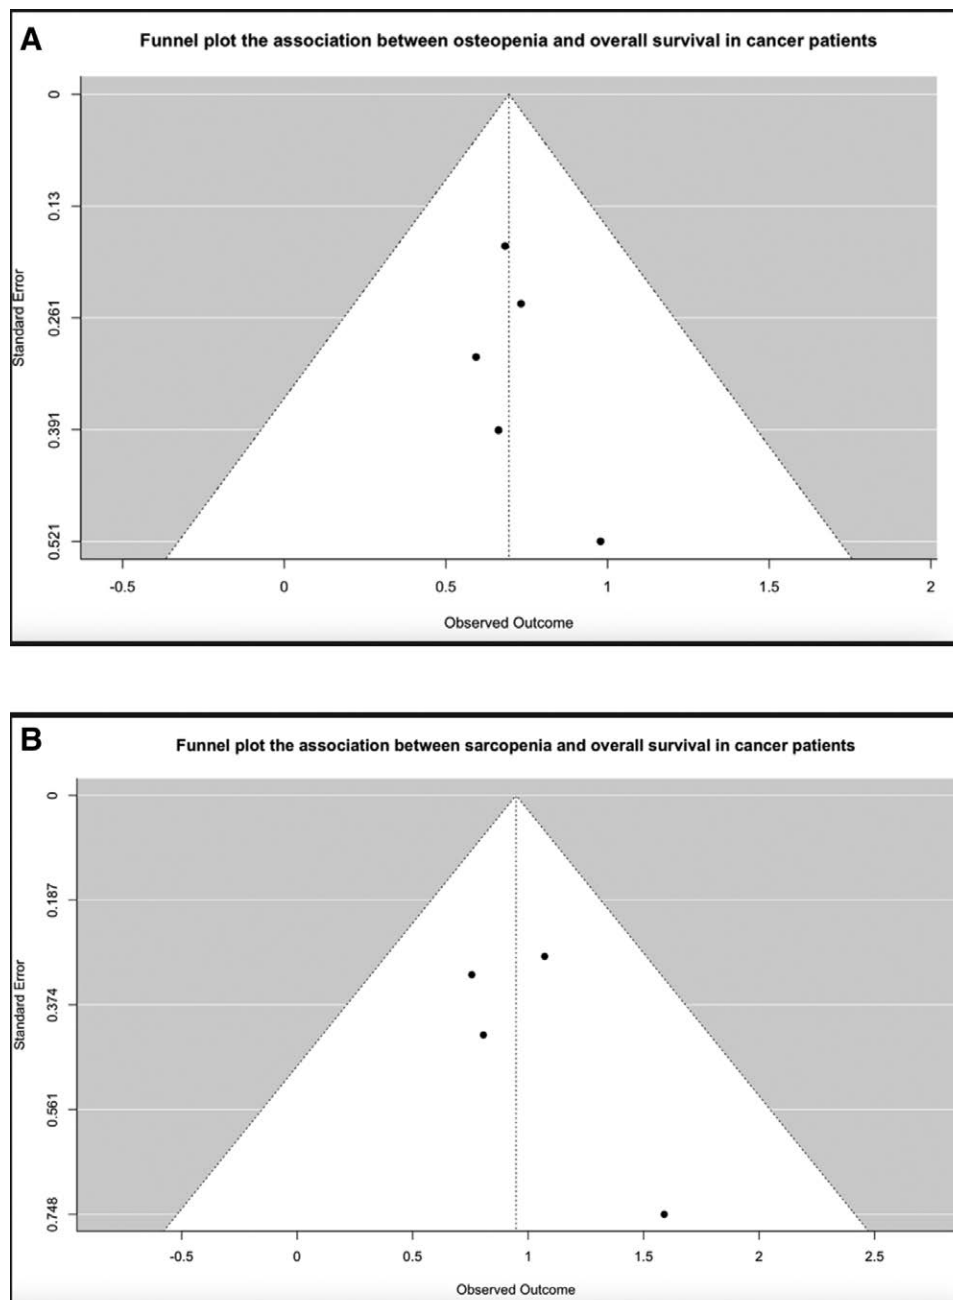 A
Funnel plot the association between osteopenia and overall survival in cancer patients
0
0.13
0.261
0.391
0.521
Standard Error
-0.5 0 0.5 1 1.5 2
Observed Outcome
B
Funnel plot the association between sarcopenia and overall survival in cancer patients
0
0.187
0.374
0.561
0.748
Standard Error
-0.5 0 0.5 1 1.5 2 2.5
Observed Outcome